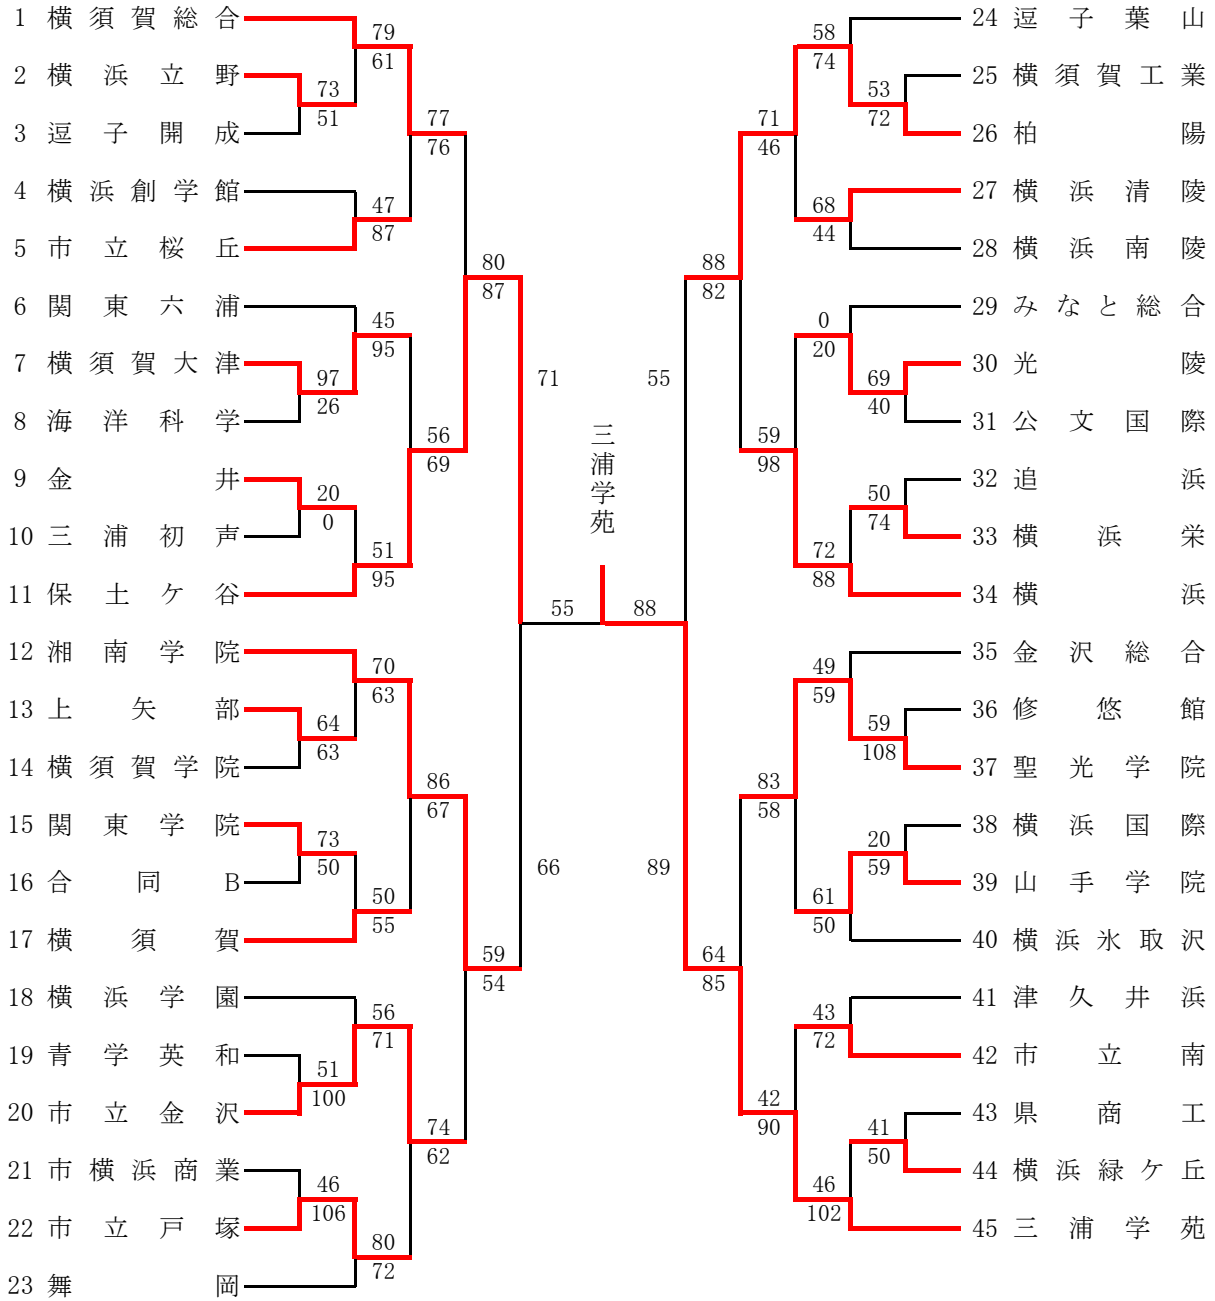 1 横須賀総合
2 横浜立野
3 逗子開成
4 横浜創学館
5 市立桜丘
6 関東六浦
7 横須賀大津
8 海洋科学
9 金井
10 三浦初声
11 保土ケ谷
12 湘南学院
13 上矢部
14 横須賀学院
15 関東学院
16 合同B
17 横須賀
18 横浜学園
19 青学英和
20 市立金沢
21 市横浜商業
22 市立戸塚
23 舞岡
73
51
97
26
20
0
64
63
73
50
51
100
46
106
79
61
47
87
45
95
51
95
70
63
50
55
56
71
80
72
77
76
56
69
86
67
74
62
80
87
59
54
71
66
55
三浦学苑
88
55
89
88
82
64
85
71
46
59
98
83
58
42
90
58
74
68
44
0
20
72
88
49
59
61
50
43
72
46
102
53
72
69
40
50
74
59
108
20
59
41
50
24 逗子葉山
25 横須賀工業
26 柏陽
27 横浜清陵
28 横浜南陵
29 みなと総合
30 光陵
31 公文国際
32 追浜
33 横浜栄
34 横浜
35 金沢総合
36 修悠館
37 聖光学院
38 横浜国際
39 山手学院
40 横浜氷取沢
41 津久井浜
42 市立南
43 県商工
44 横浜緑ケ丘
45 三浦学苑